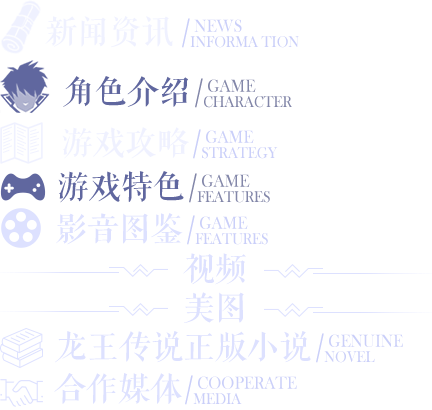 新闻资讯/NEWS
INFORMATION
角色介绍/GAME
CHARACTER
游戏攻略/GAME
STRATEGY
游戏特色/GAME
FEATURES
影音图鉴/GAME
FEATURES
视频
美图
龙王传说正版小说/GENUINE
NOVEL
合作媒体/COOPERATE
MEDIA